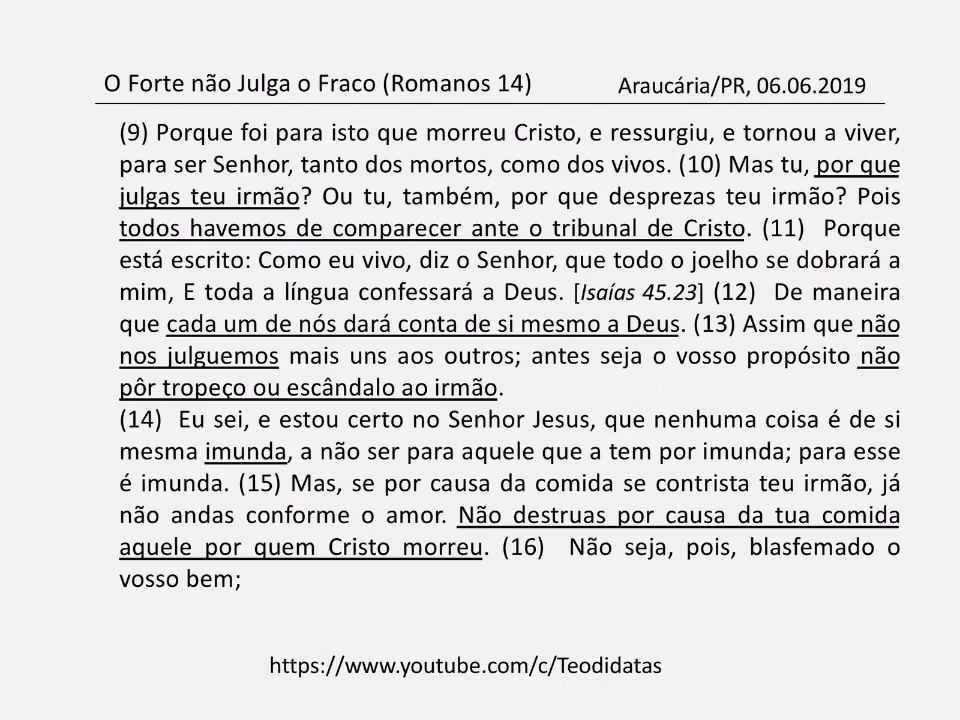 O Forte não Julga o Fraco (Romanos 14) Araucária/PR, 06.06.2019
(9) Porque foi para isto que morreu Cristo, e ressurgiu, e tornou a viver,
para ser Senhor, tanto dos mortos, como dos vivos. (10) Mas tu, por que
julgas teu irmão? Ou tu, também, por que desprezas teu irmão? Pois
todos havemos de comparecer ante o tribunal de Cristo. (11) Porque
está escrito: Como eu vivo, diz o Senhor, que todo o joelho se dobrará a
mim, E toda a língua confessará a Deus. [Isaías 45.23] (12) De maneira
que cada um de nós dará conta de si mesmo a Deus. (13) Assim que não
nos julguemos mais uns aos outros; antes seja o vosso propósito não
pôr tropeço ou escândalo ao irmão.
(14) Eu sei, e estou certo no Senhor Jesus, que nenhuma coisa é de si
mesma imunda, a não ser para aquele que a tem por imunda; para esse
é imunda. (15) Mas, se por causa da comida se contrista teu irmão, já
não andas conforme o amor. Não destruas por causa da tua comida
aquele por quem Cristo morreu. (16) Não seja, pois, blasfemado o
vosso bem;
https://www.youtube.com/c/Teodidatas